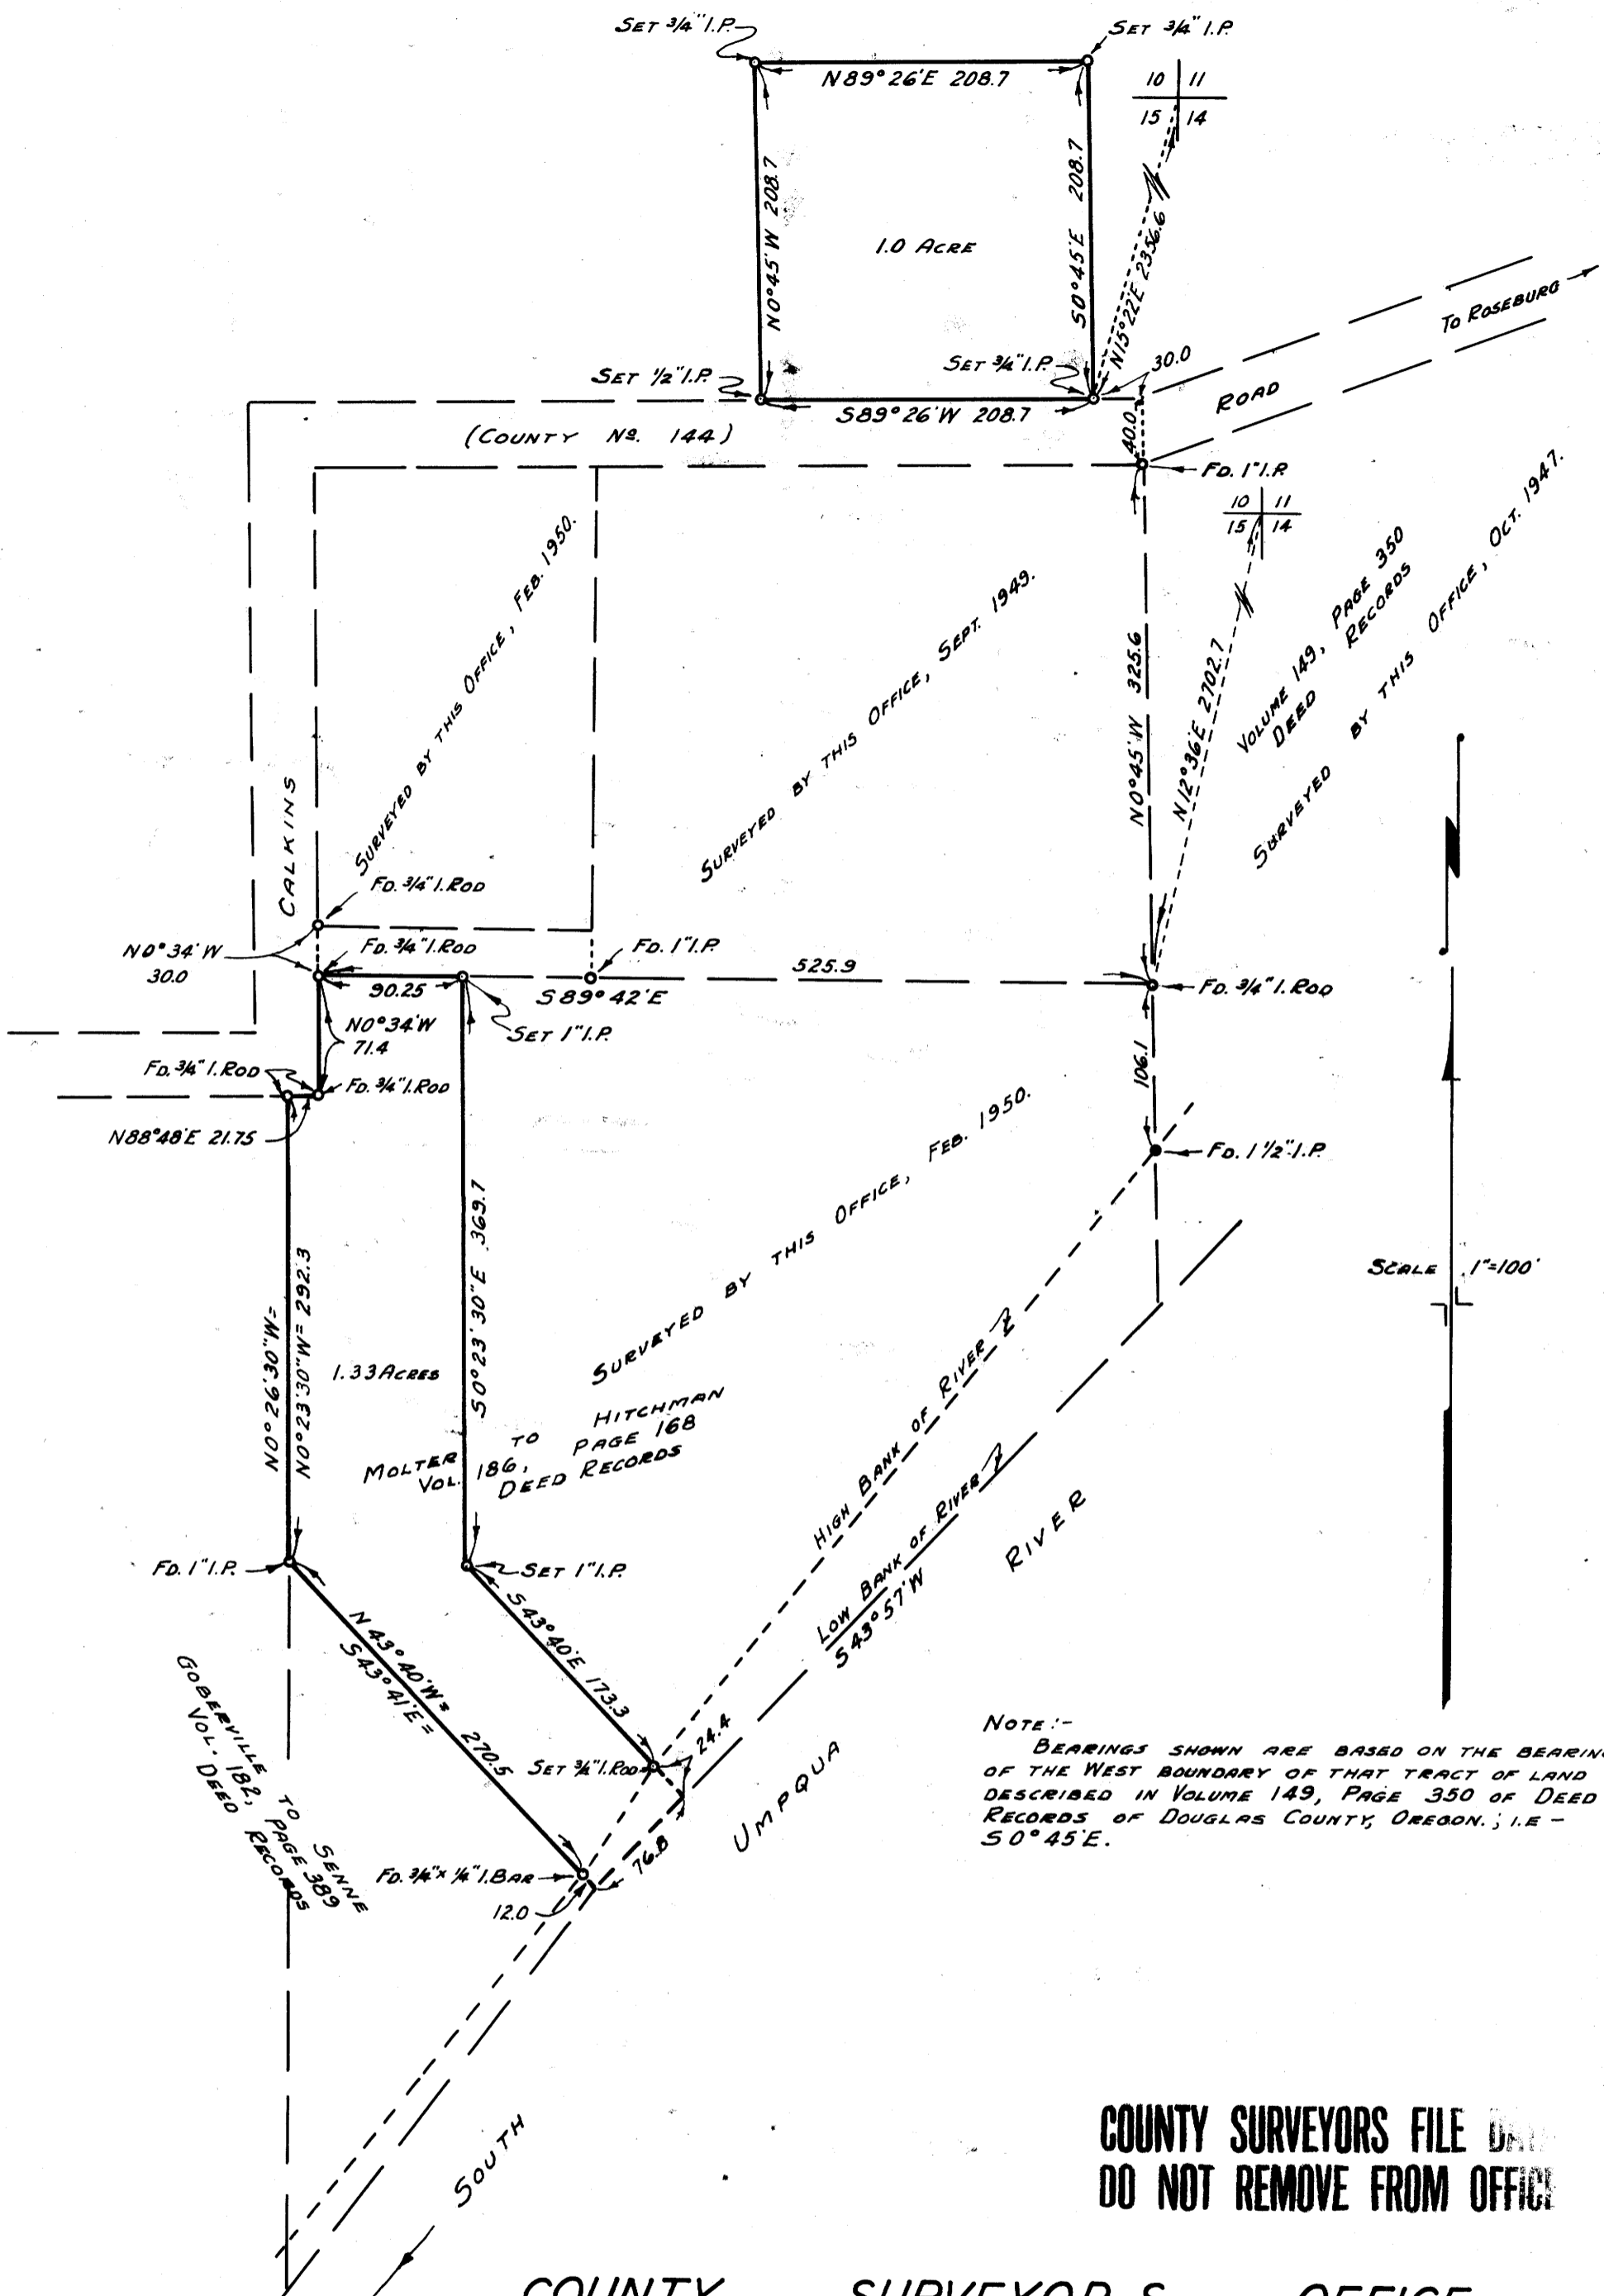 SET 3/4" I.P.
SET 3/4" I.P.
N89°26'E 208.7
10 11
15 14
N0°45'W 208.7
S0°45'E 208.7
1.0 ACRE
N15°22'E 2356.6
TO ROSEBURG
SET 1/2" I.P.
SET 3/4" I.P.
30.0
ROAD
S89°26'W 208.7
40.0
(COUNTY No. 144)
FD. 1" I.P.
10 11
15 14
SURVEYED BY THIS OFFICE, FEB. 1950.
SURVEYED BY THIS OFFICE, SEPT. 1949.
N0°45'W 325.6
N12°36'E 2702.7
VOLUME 149, PAGE 350
DEED RECORDS
SURVEYED BY THIS OFFICE, OCT. 1947.
CALKINS
FD. 3/4" I. ROD
N0°34'W
30.0
FD. 3/4" I. ROD
FD. 1" I.P.
525.9
90.25
S89°42'E
FD. 3/4" I. ROD
SET 1" I.P.
N0°34'W
71.4
FD. 3/4" I. ROD
FD. 3/4" I. ROD
106.1
N88°48'E 21.75
FD. 1 1/2" I.P.
SURVEYED BY THIS OFFICE, FEB. 1950.
SCALE 1"=100'
N0°26'30"W=
N0°23'30"W= 292.3
1.33 ACRES
S0°23'30"E 369.7
MOLTER TO HITCHMAN
VOL. 186, PAGE 168
DEED RECORDS
HIGH BANK OF RIVER
LOW BANK OF RIVER
S43°57'W
RIVER
FD. 1" I.P.
SET 1" I.P.
S43°40'E 173.3
N43°40'W=
S43°41'E=
270.5
GOBERVILLE TO SENNE
VOL. 182, PAGE 389
DEED RECORDS
SET 3/4" I. ROD
24.4
76.8
UMPQUA
FD. 3/4" x 1/4" I. BAR
12.0
NOTE:-
BEARINGS SHOWN ARE BASED ON THE BEARING
OF THE WEST BOUNDARY OF THAT TRACT OF LAND
DESCRIBED IN VOLUME 149, PAGE 350 OF DEED
RECORDS OF DOUGLAS COUNTY, OREGON.; I.E –
S0°45'E.
SOUTH
COUNTY SURVEYORS FILE
DO NOT REMOVE FROM OFFICE
COUNTY SURVEYOR'S OFFICE